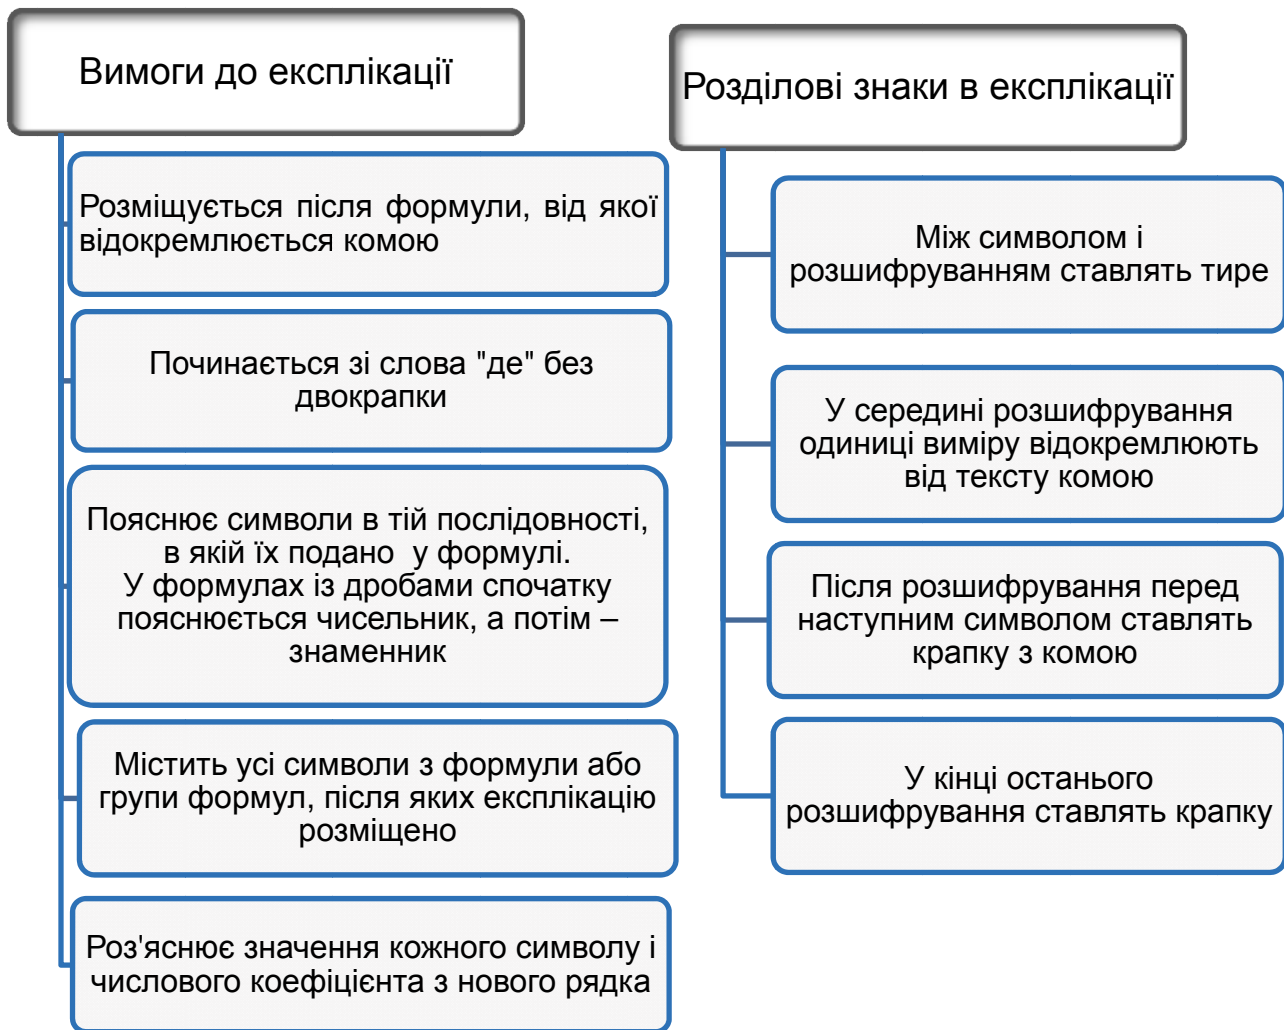 Вимоги до експлікації
Розміщується після формули, від якої
відокремлюється комою
Починається зі слова "де" без
двокрапки
Пояснює символи в тій послідовності,
в якій їх подано у формулі.
У формулах із дробами спочатку
пояснюється чисельник, а потім –
знаменник
Містить усі символи з формули або
групи формул, після яких експлікацію
розміщено
Роз'яснює значення кожного символу і
числового коефіцієнта з нового рядка
Розділові знаки в експлікації
Між символом і
розшифруванням ставлять тире
У середині розшифрування
одиниці виміру відокремлюють
від тексту комою
Після розшифрування перед
наступним символом ставлять
крапку з комою
У кінці останього
розшифрування ставлять крапку